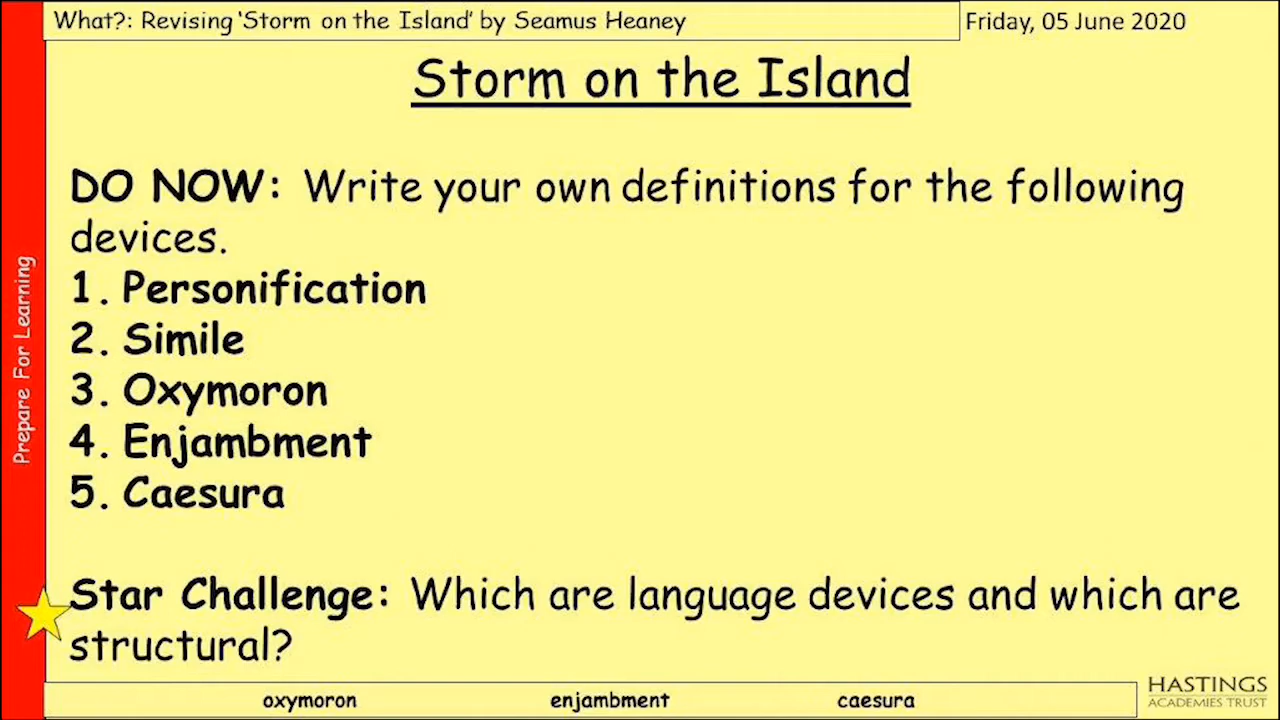 What?: Revising ‘Storm on the Island’ by Seamus Heaney
Friday, 05 June 2020
Storm on the Island
DO NOW: Write your own definitions for the following
devices.
1. Personification
2. Simile
3. Oxymoron
4. Enjambment
5. Caesura
Star Challenge: Which are language devices and which are
structural?
Prepare For Learning
oxymoron enjambment caesura
HASTINGS
ACADEMIES TRUST